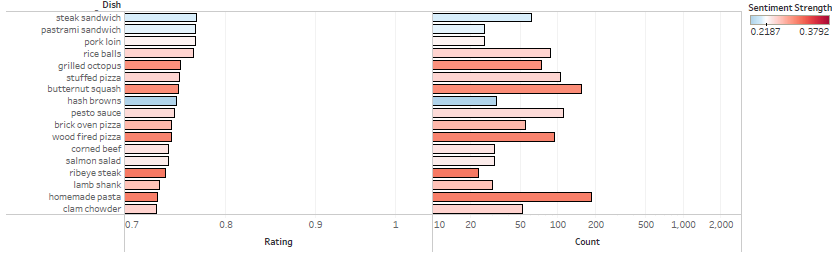 Dish
steak sandwich
pastrami sandwich
pork loin
rice balls
grilled octopus
stuffed pizza
butternut squash
hash browns
pesto sauce
brick oven pizza
wood fired pizza
corned beef
salmon salad
ribeye steak
lamb shank
homemade pasta
clam chowder
0.7 0.8 0.9 1
Rating
10 20 50 100 200 500 1,000 2,000
Count
Sentiment Strength
0.2187 0.3792